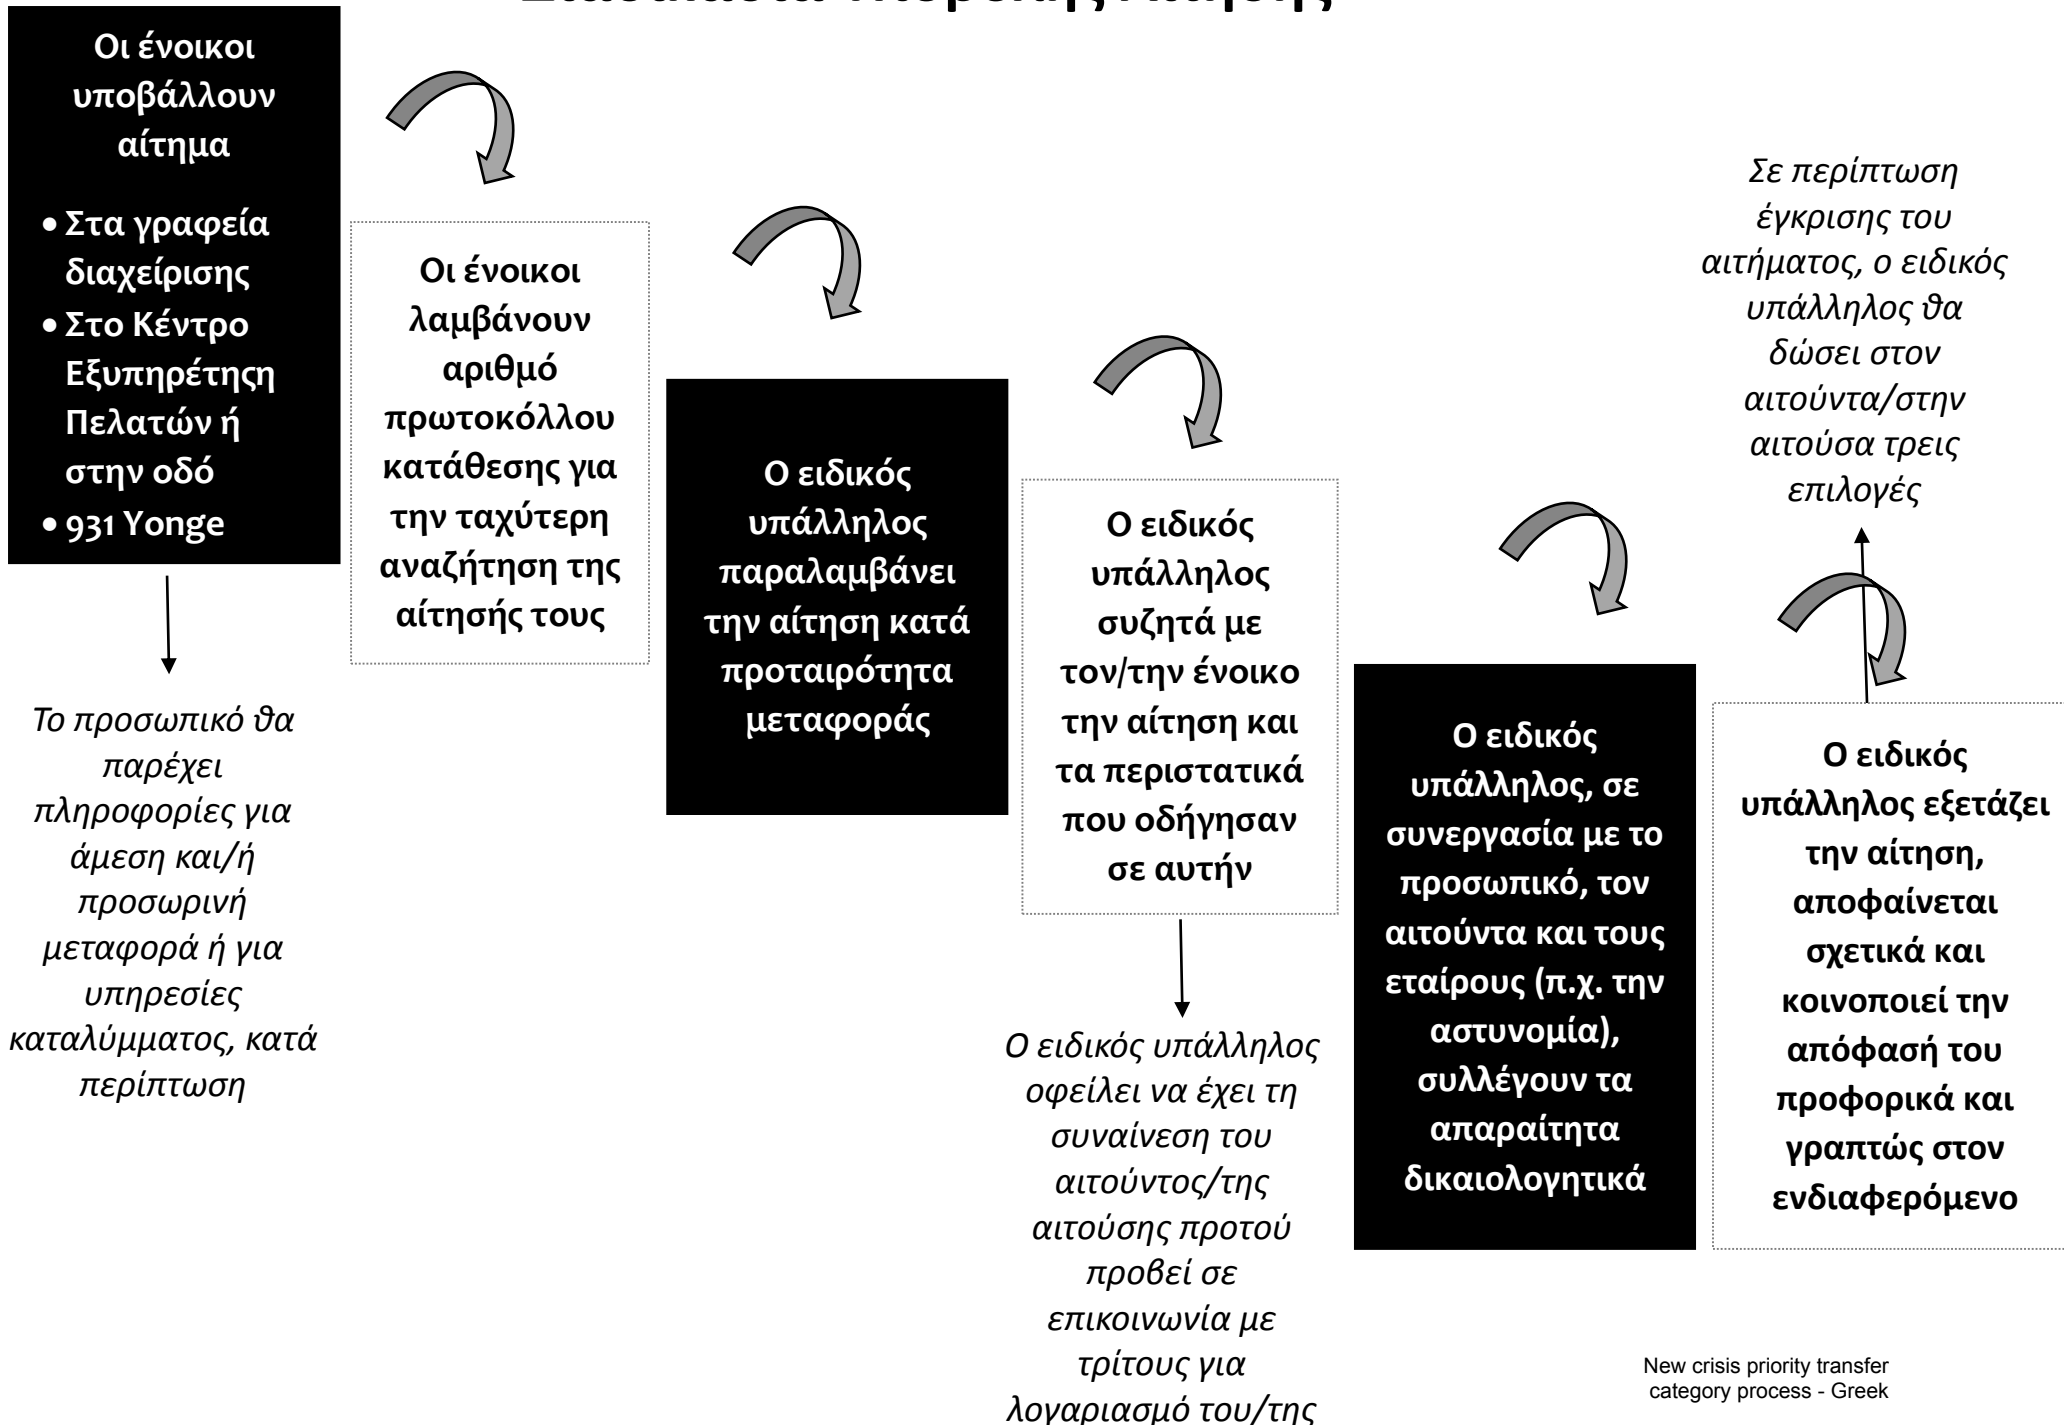 Διαδικασία Υποβολής Αίτησης
Οι ένοικοι
υποβάλλουν
αίτημα
• Στα γραφεία
διαχείρισης
• Στο Κέντρο
Εξυπηρέτηςη
Πελατών ή
στην οδό
• 931 Yonge
Το προσωπικό θα
παρέχει
πληροφορίες για
άμεση και/ή
προσωρινή
μεταφορά ή για
υπηρεσίες
καταλύμματος, κατά
περίπτωση
Οι ένοικοι
λαμβάνουν
αριθμό
πρωτοκόλλου
κατάθεσης για
την ταχύτερη
αναζήτηση της
αίτησής τους
Ο ειδικός
υπάλληλος
παραλαμβάνει
την αίτηση κατά
προταιρότητα
μεταφοράς
Ο ειδικός
υπάλληλος
συζητά με
τον/την ένοικο
την αίτηση και
τα περιστατικά
που οδήγησαν
σε αυτήν
Ο ειδικός υπάλληλος
οφείλει να έχει τη
συναίνεση του
αιτούντος/της
αιτούσης προτού
προβεί σε
επικοινωνία με
τρίτους για
λογαριασμό του/της
Ο ειδικός
υπάλληλος, σε
συνεργασία με το
προσωπικό, τον
αιτούντα και τους
εταίρους (π.χ. την
αστυνομία),
συλλέγουν τα
απαραίτητα
δικαιολογητικά
Ο ειδικός
υπάλληλος εξετάζει
την αίτηση,
αποφαίνεται
σχετικά και
κοινοποιεί την
απόφασή του
προφορικά και
γραπτώς στον
ενδιαφερόμενο
Σε περίπτωση
έγκρισης του
αιτήματος, ο ειδικός
υπάλληλος θα
δώσει στον
αιτούντα/στην
αιτούσα τρεις
επιλογές
New crisis priority transfer
category process - Greek